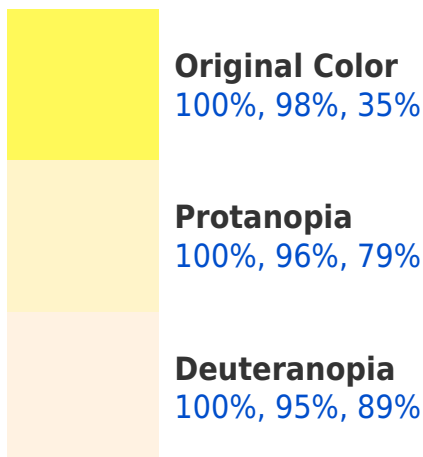 Original Color
100%, 98%, 35%
Protanopia
100%, 96%, 79%
Deuteranopia
100%, 95%, 89%